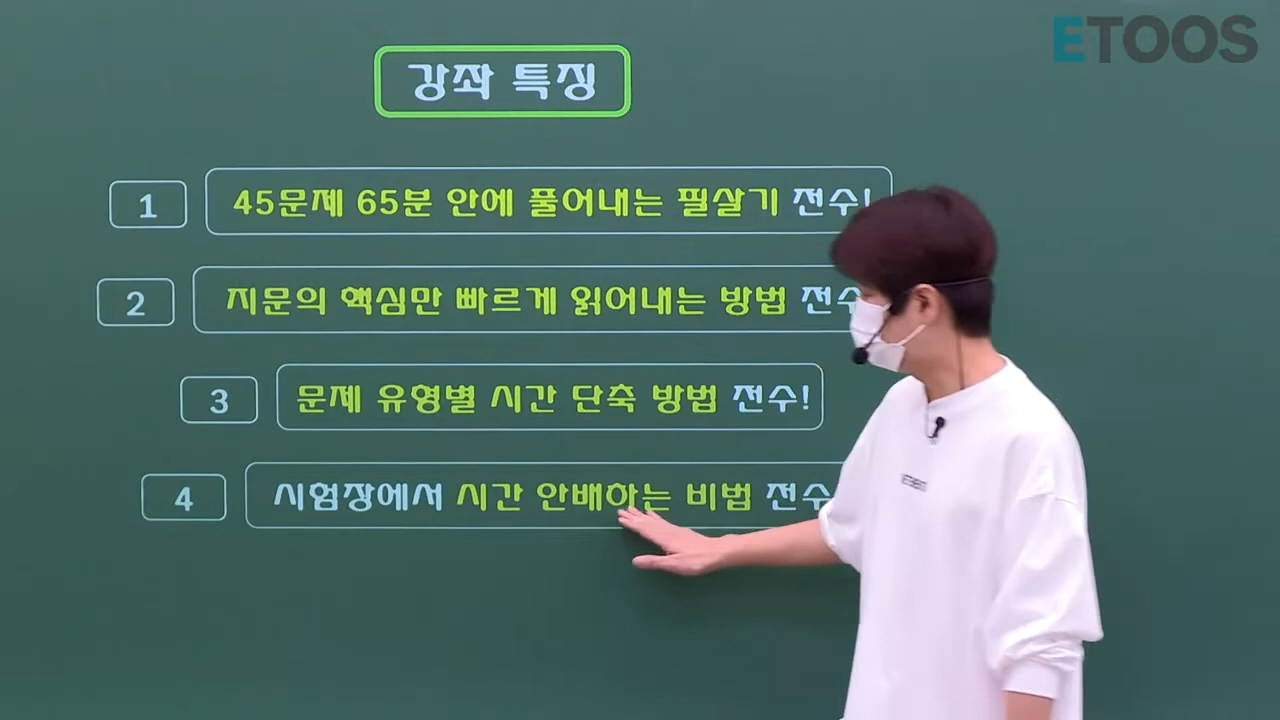 ETOOS
강좌 특징
1 45문제 65분 안에 풀어내는 필살기 전수!
2 지문의 핵심만 빠르게 읽어내는 방법 전수
3 문제 유형별 시간 단축 방법 전수!
4 시험장에서 시간 안배하는 비법 전수